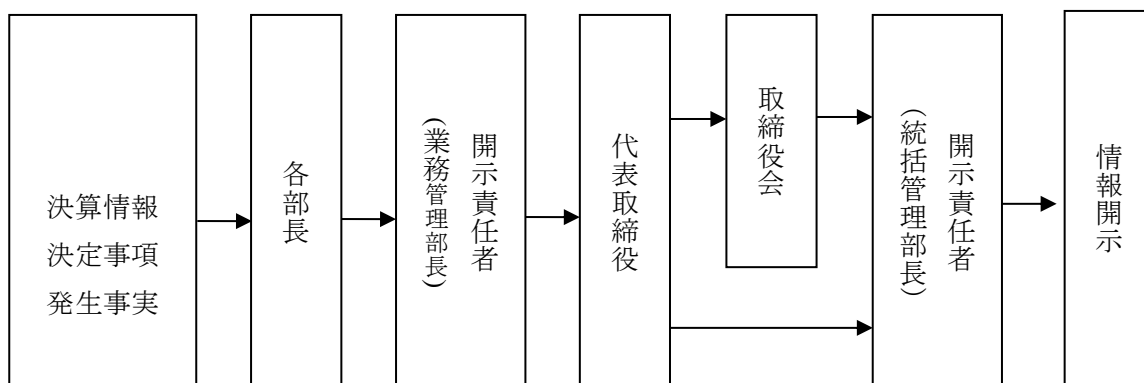 決算情報
決定事項
発生事実
各部長
開示責任者
(業務管理部長)
代表取締役
取締役会
開示責任者
(統括管理部長)
情報開示